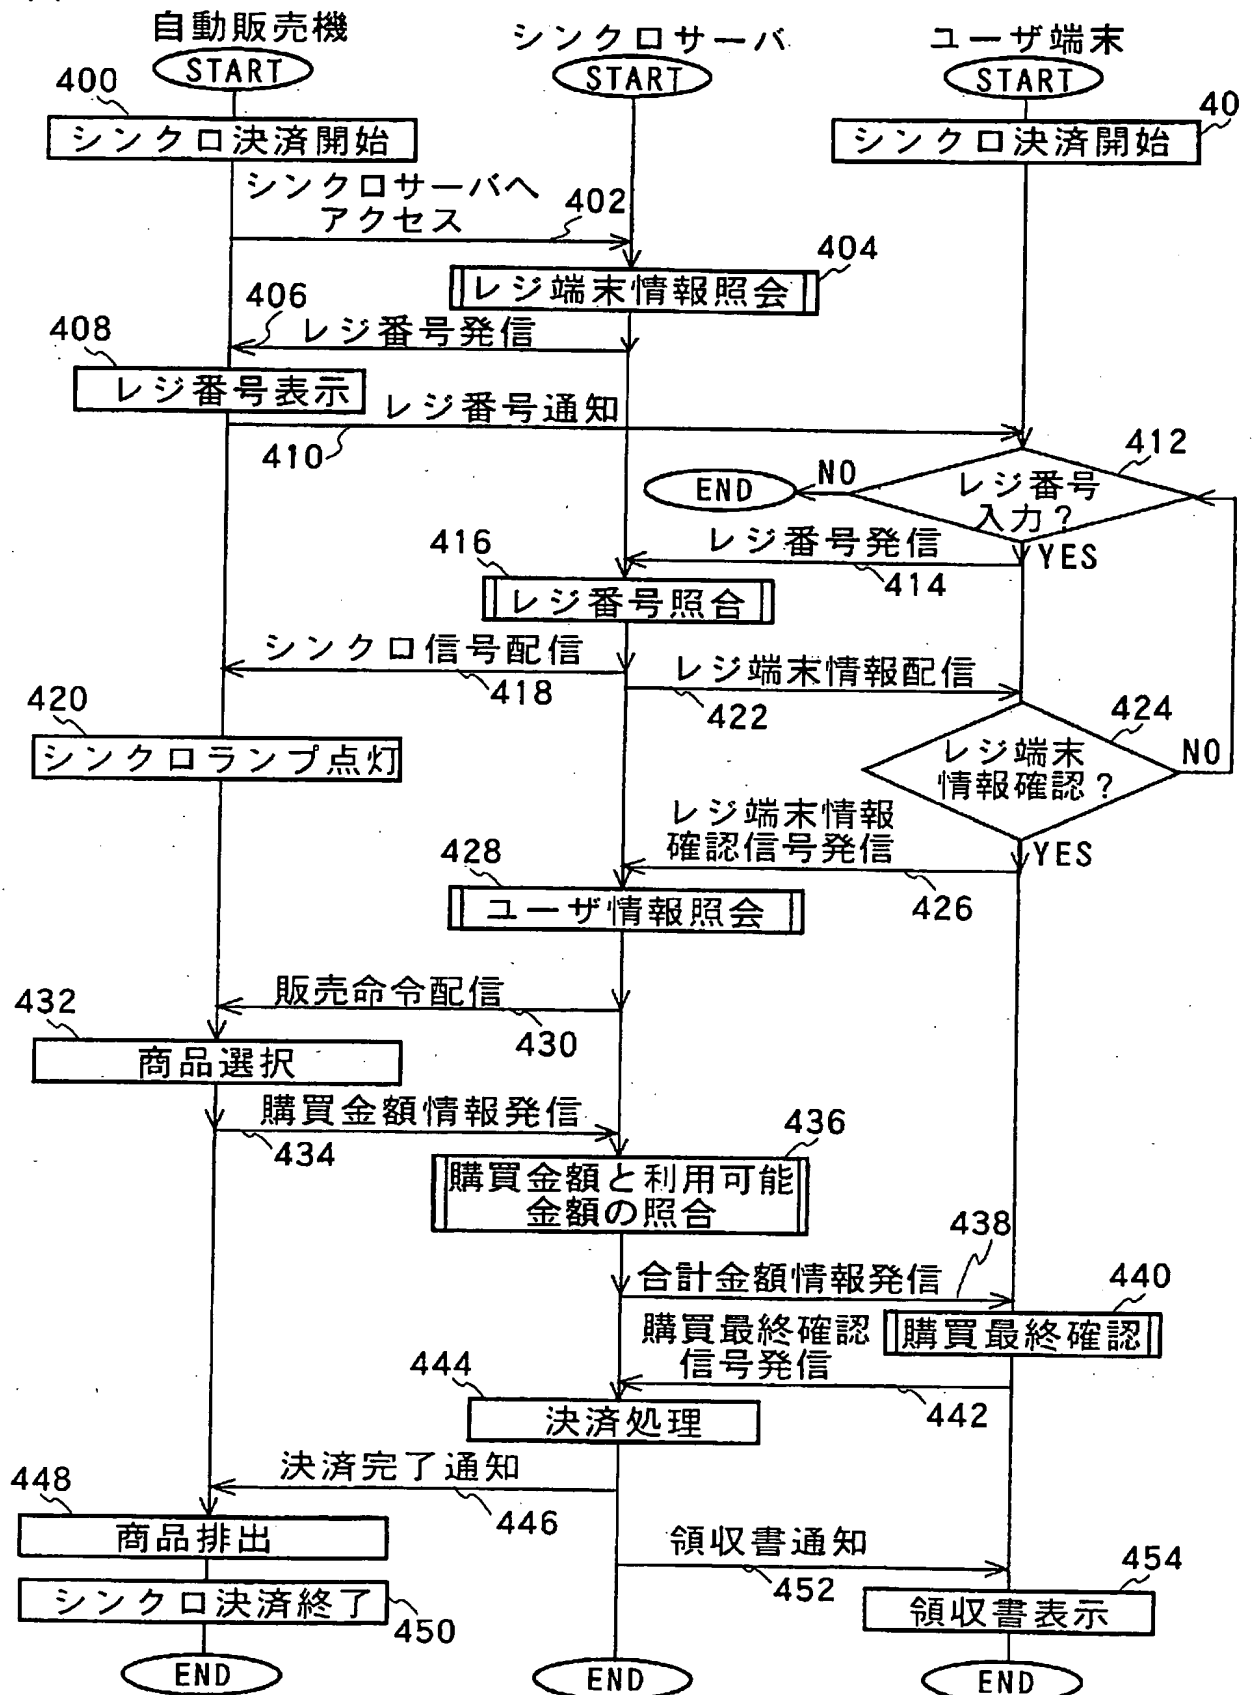 自動販売機
シンクロサーバ
ユーザ端末
START
START
START
400
シンクロ決済開始
40
シンクロ決済開始
シンクロサーバへ
アクセス
402
404
レジ端末情報照会
406
レジ番号発信
408
レジ番号表示
レジ番号通知
410
412
レジ番号
入力？
NO
END
YES
レジ番号発信
414
416
レジ番号照合
シンクロ信号配信
418
レジ端末情報配信
422
420
シンクロランプ点灯
424
レジ端末
情報確認？
NO
YES
レジ端末情報
確認信号発信
426
428
ユーザ情報照会
販売命令配信
430
432
商品選択
購買金額情報発信
434
436
購買金額と利用可能
金額の照合
438
合計金額情報発信
440
購買最終確認
購買最終確認
信号発信
442
444
決済処理
決済完了通知
446
448
商品排出
領収書通知
452
454
領収書表示
シンクロ決済終了
450
END
END
END